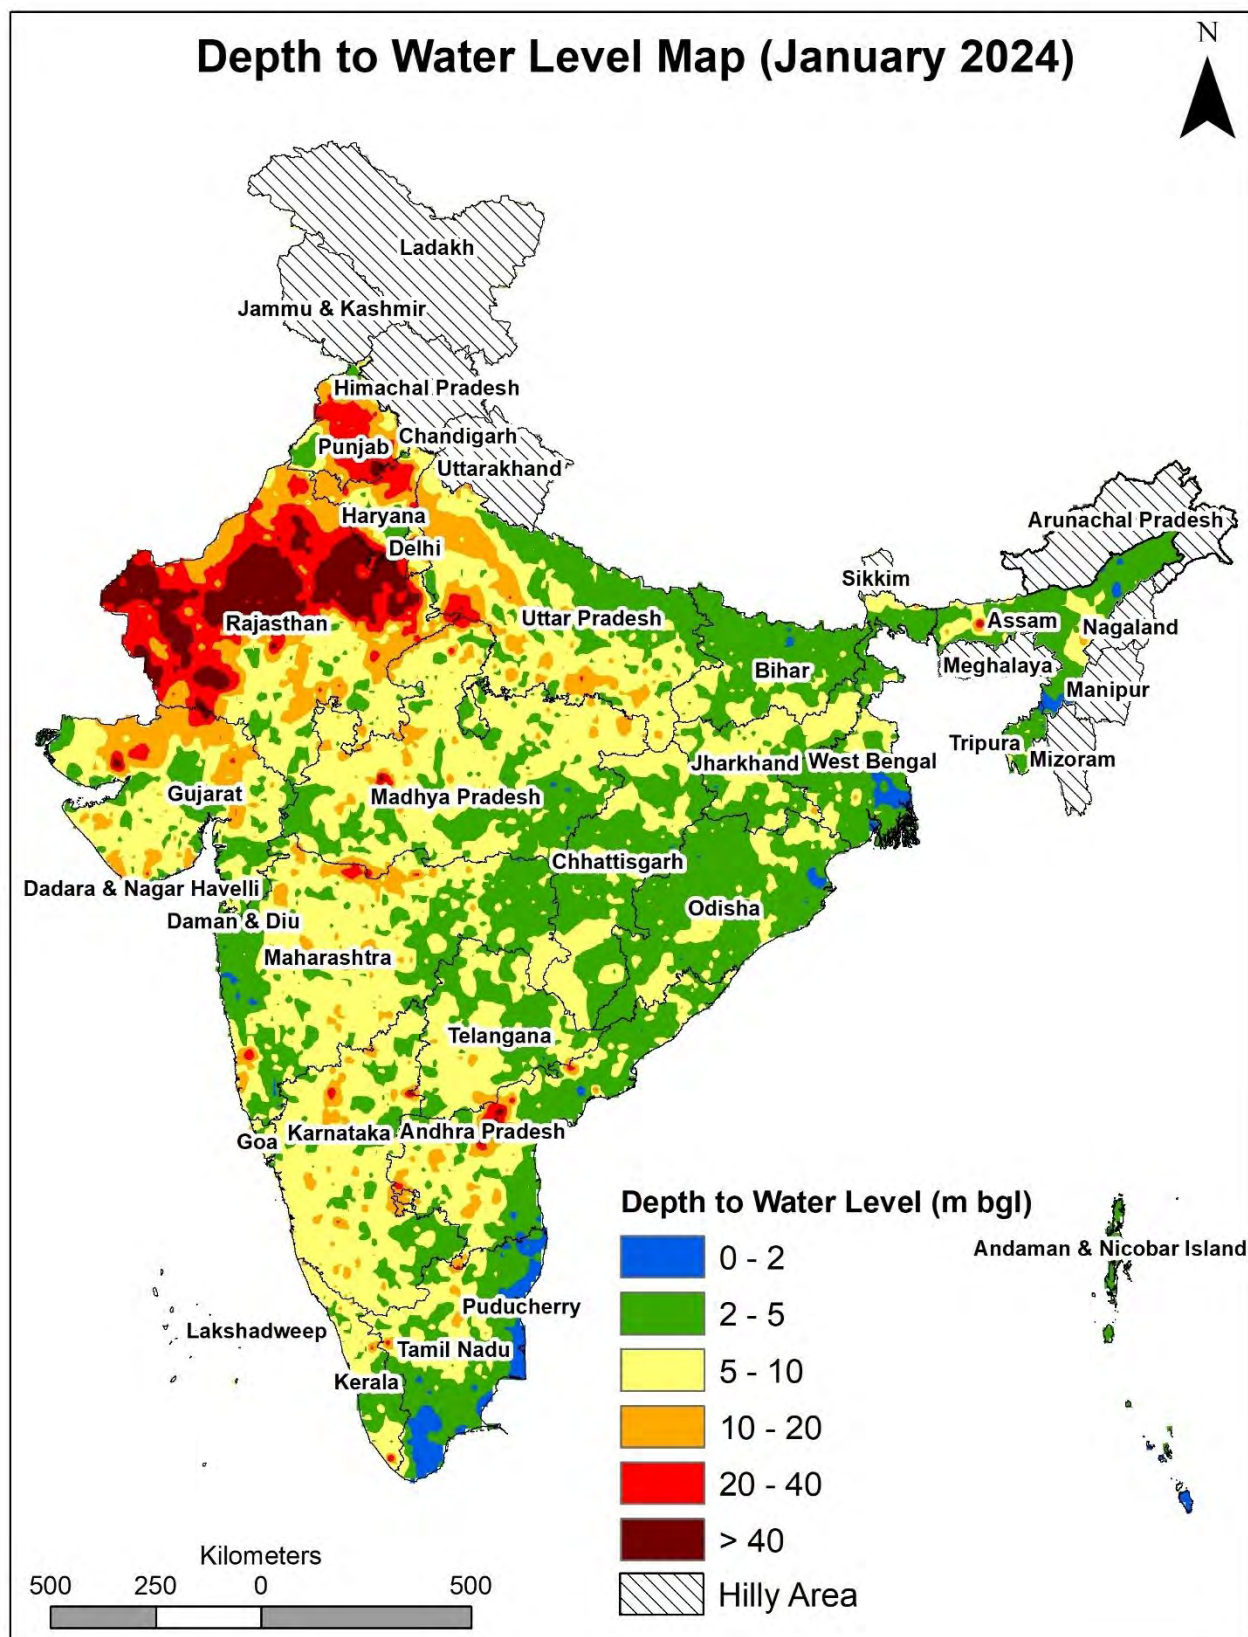 Depth to Water Level Map (January 2024)
N
Ladakh
Jammu & Kashmir
Himachal Pradesh
Chandigarh
Punjab
Uttarakhand
Haryana
Delhi
Arunachal Pradesh
Sikkim
Assam
Nagaland
Rajasthan
Uttar Pradesh
Bihar
Meghalaya
Manipur
Tripura
Mizoram
Jharkhand
West Bengal
Gujarat
Madhya Pradesh
Chhattisgarh
Dadara & Nagar Havelli
Odisha
Daman & Diu
Maharashtra
Telangana
Goa
Karnataka
Andhra Pradesh
Andaman & Nicobar Island
Puducherry
Lakshadweep
Tamil Nadu
Kerala
Depth to Water Level (m bgl)
0 - 2
2 - 5
5 - 10
10 - 20
20 - 40
> 40
Hilly Area
Kilometers
500 250 0 500